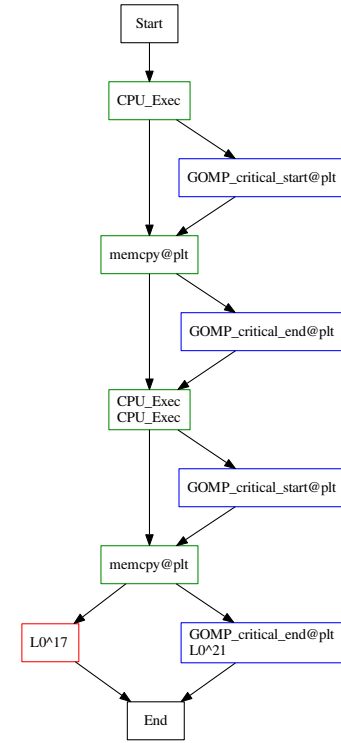 Start
CPU_Exec
GOMP_critical_start@plt
memcpy@plt
GOMP_critical_end@plt
CPU_Exec
CPU_Exec
GOMP_critical_start@plt
memcpy@plt
L0^17
GOMP_critical_end@plt
L0^21
End